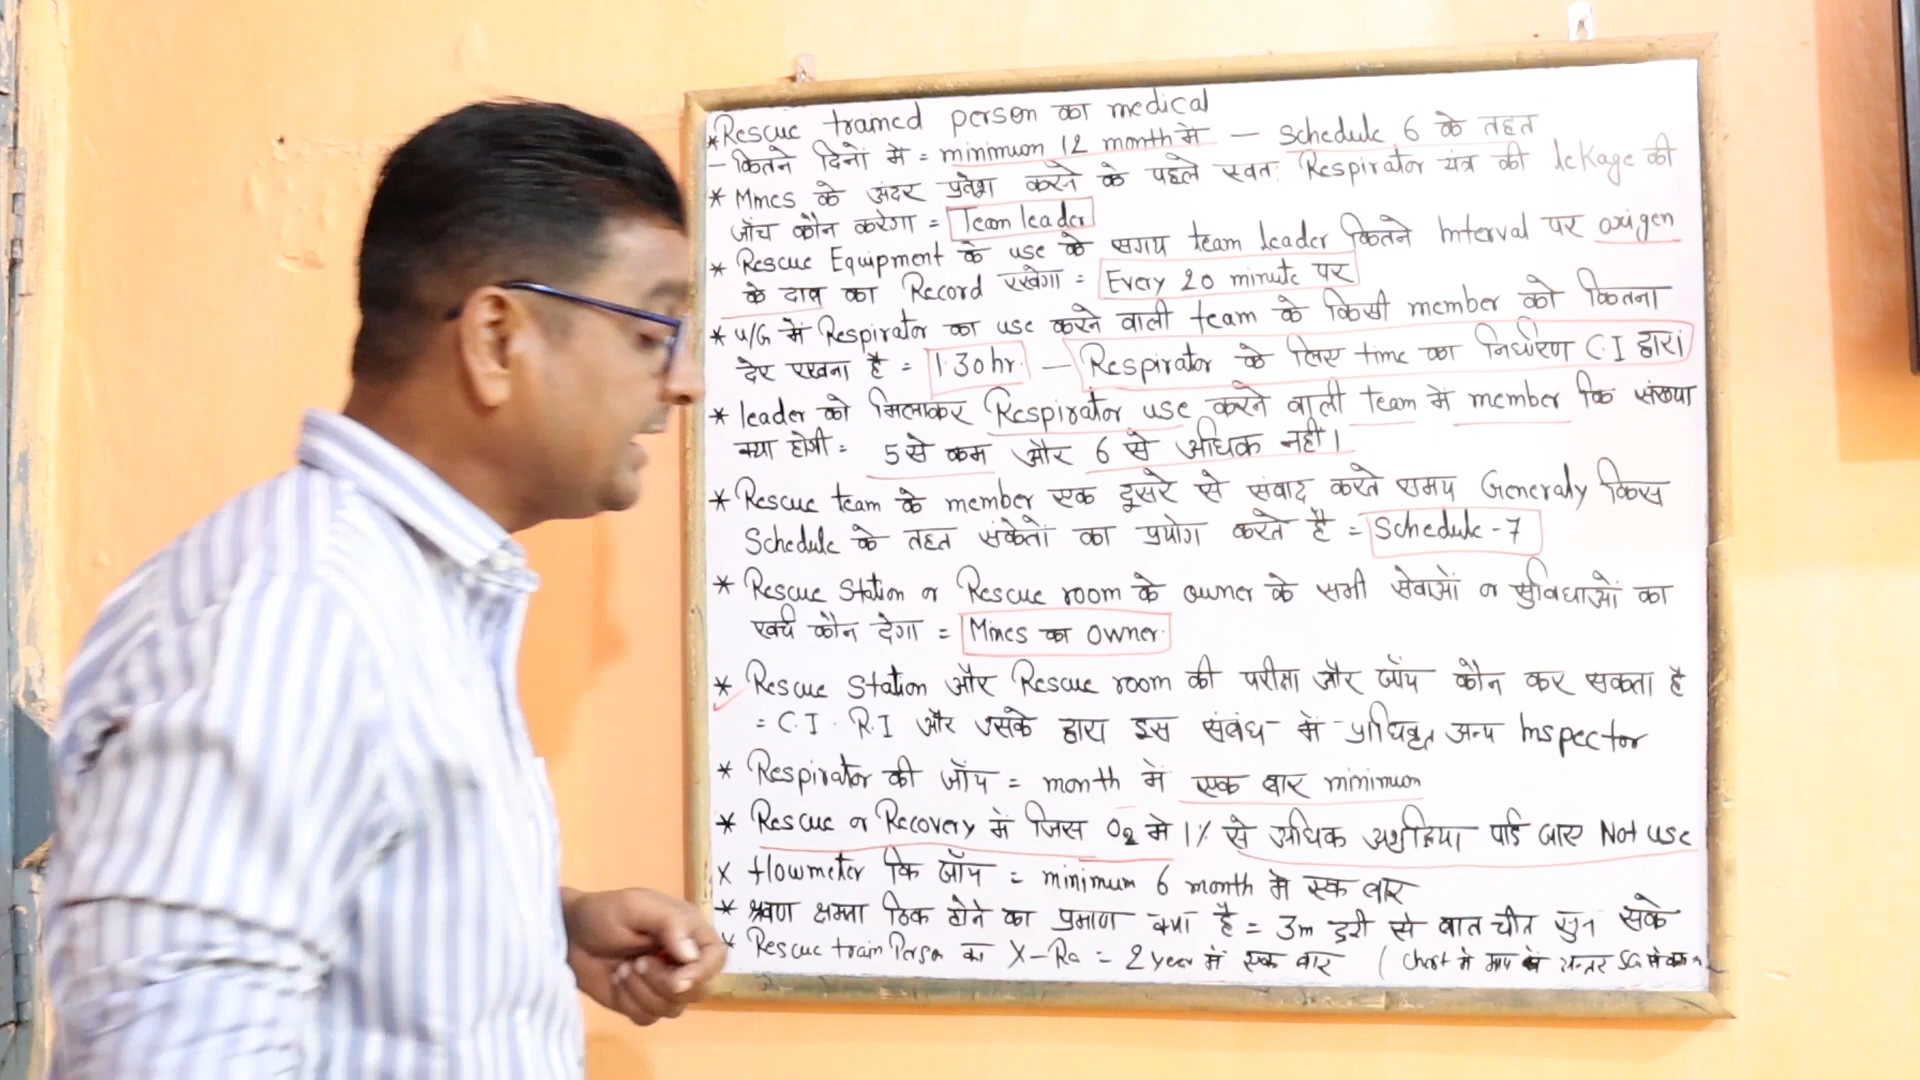 *Rescue trained person का medical
- कितने दिनों में = minimum 12 month में — Schedule 6 के तहत
* Mines के अंदर प्रवेश करने के पहले स्वतः Respirator यंत्र की leKage की
जाँच कौन करेगा = Team leader
* Rescue Equipment के use के समय team leader कितने Interval पर oxigen
के दाब का Record रखेगा = Every 20 minute पर
* U/G में Respirator का use करने वाली team के किसी member को कितना
देर रखना है = 1.30 hr. — Respirator के लिए time का निर्धारण C.I द्वारा
* leader को मिलाकर Respirator use करने वाली team में member कि संख्या
क्या होगी = 5 से कम और 6 से अधिक नहीं।
* Rescue team के member एक दूसरे से संवाद करते समय Generaly किस
Schedule के तहत संकेतों का प्रयोग करते है = Schedule - 7
* Rescue Station or Rescue room के owner के सभी सेवाओं or सुविधाओं का
खर्च कौन देगा = Mines का Owner.
* Rescue Station और Rescue room की परीक्षा और जाँच कौन कर सकता है
= C.I. R.I और उसके द्वारा इस संबंध में प्राधिकृत अन्य Inspector
* Respirator की जाँच = month में एक बार minimum
* Rescue or Recovery में जिस O2 में 1% से अधिक अशुद्धिया पाई जाए Not use
x flowmeter कि जाँच = minimum 6 month में एक बार
* श्रवण क्षमता ठिक होने का प्रमाण क्या है = 3m दूरी से बात चीत सुन सके
* Rescue train Person का X-Ra = 2 year में एक बार ( Chest में माप